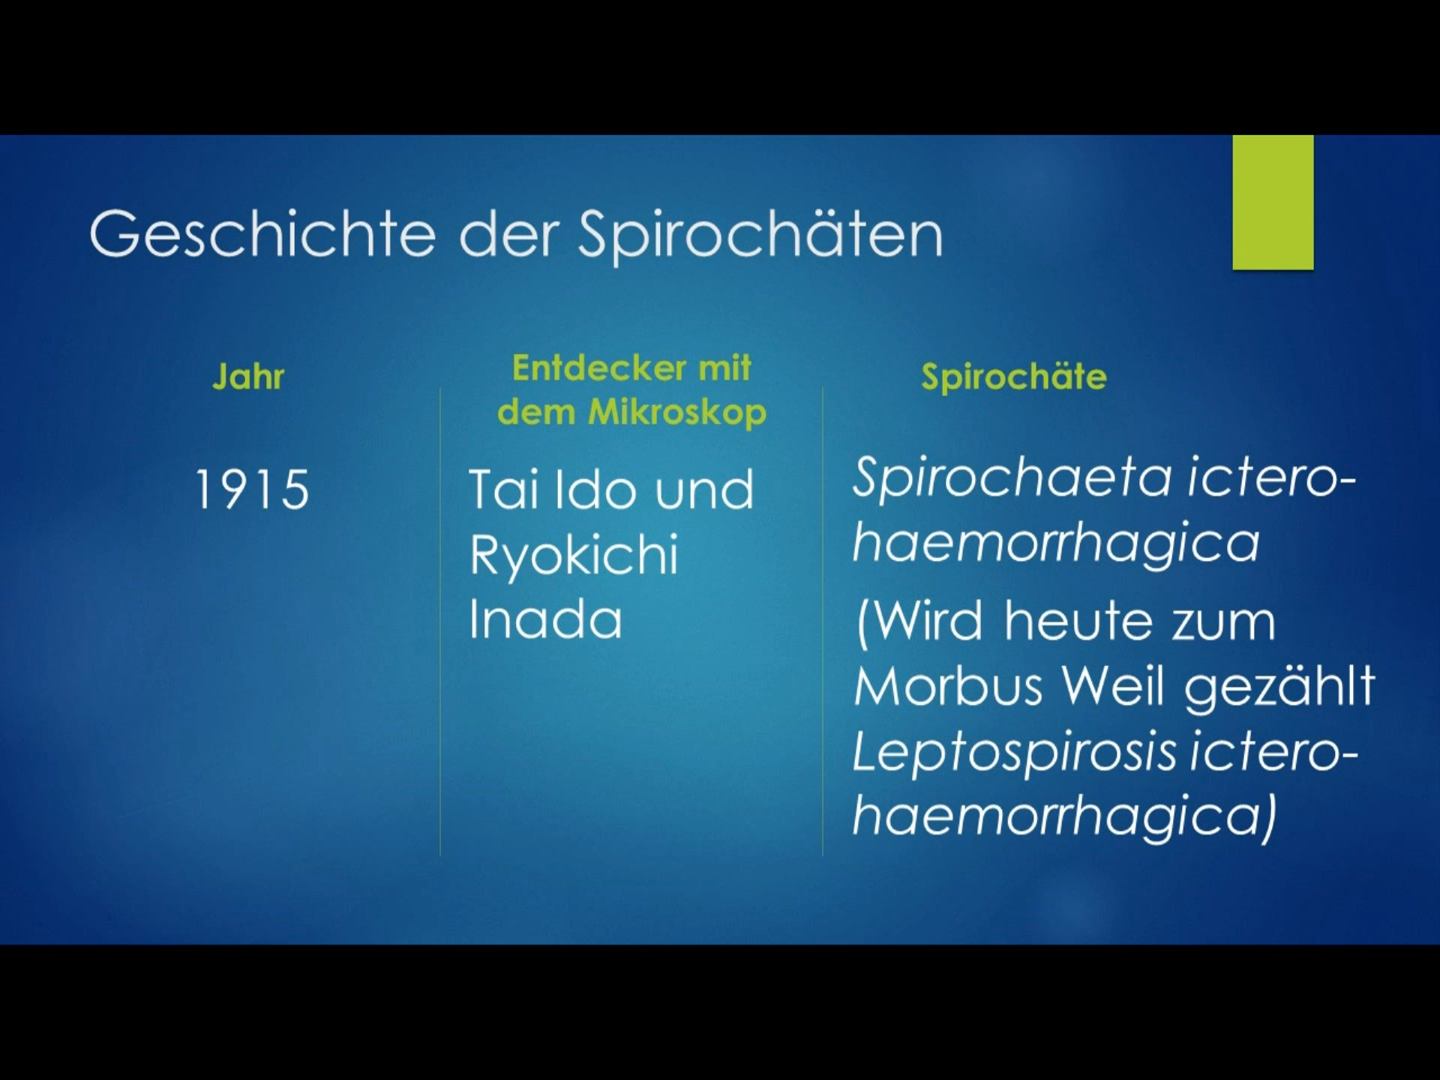 Geschichte der Spirochäten
Jahr
Entdecker mit
dem Mikroskop
Spirochäte
1915
Tai Ido und
Ryokichi
Inada
Spirochaeta ictero-
haemorrhagica
(Wird heute zum
Morbus Weil gezählt
Leptospirosis ictero-
haemorrhagica)